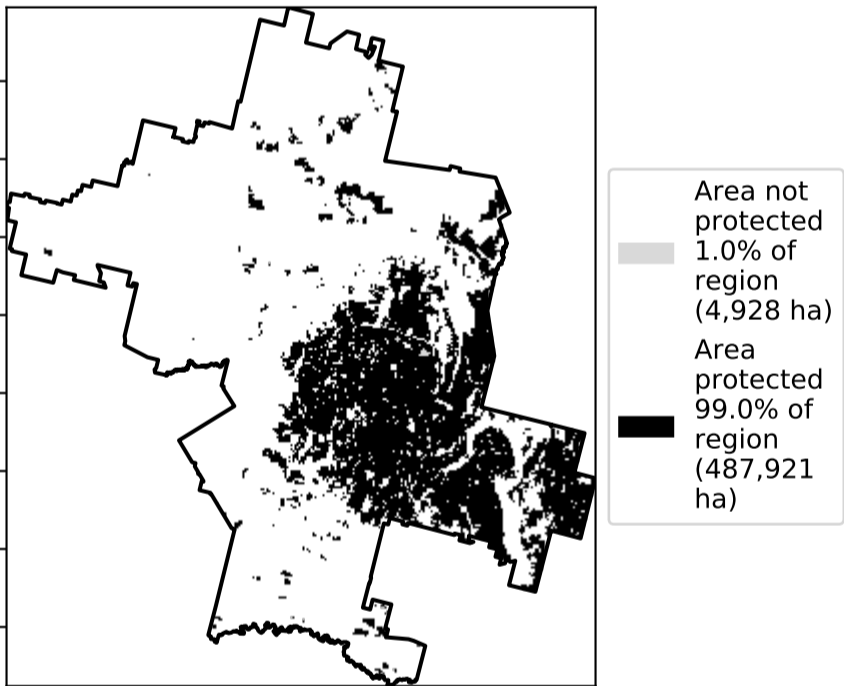 Area not
protected
1.0% of
region
(4,928 ha)
Area
protected
99.0% of
region
(487,921
ha)